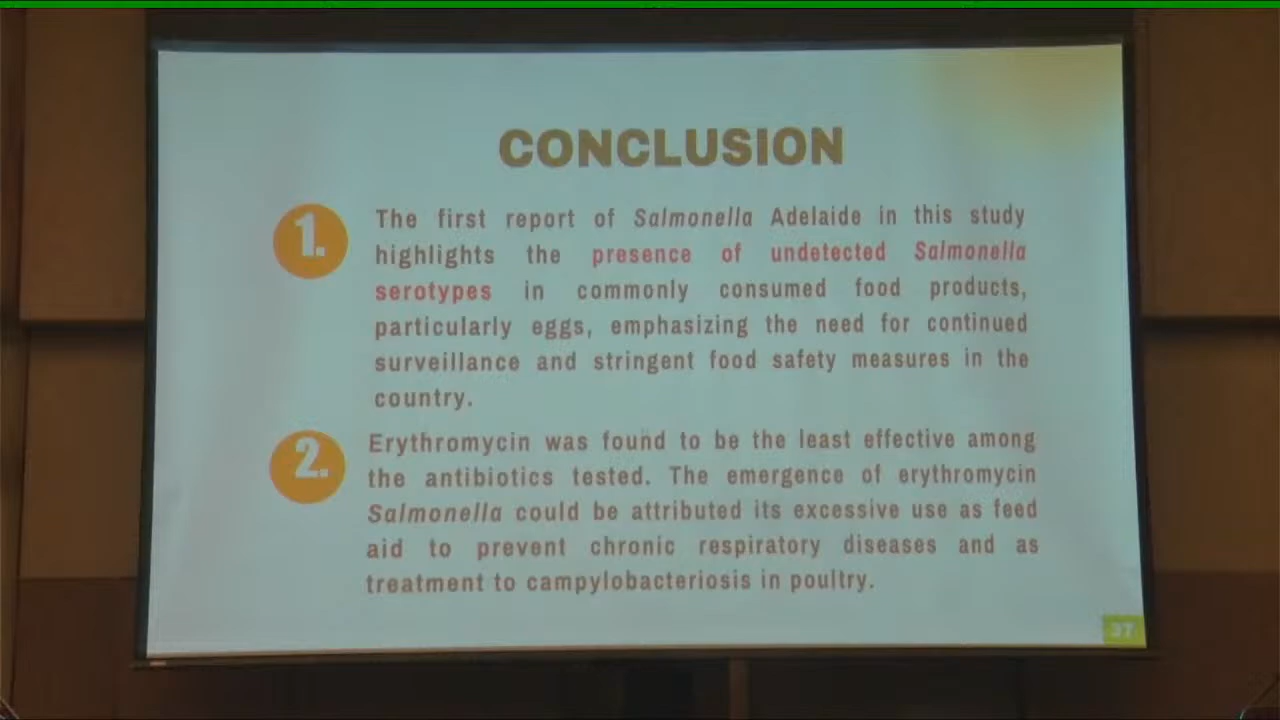 CONCLUSION
1. The first report of Salmonella Adelaide in this study
highlights the presence of undetected Salmonella
serotypes in commonly consumed food products,
particularly eggs, emphasizing the need for continued
surveillance and stringent food safety measures in the
country.
2. Erythromycin was found to be the least effective among
the antibiotics tested. The emergence of erythromycin
Salmonella could be attributed its excessive use as feed
aid to prevent chronic respiratory diseases and as
treatment to campylobacteriosis in poultry.
37